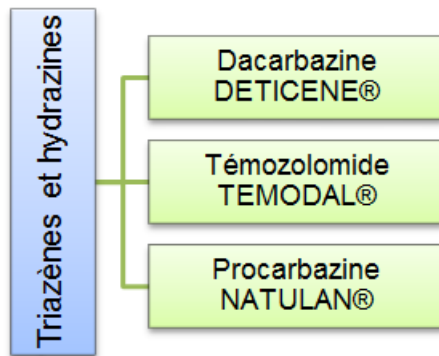 Triazènes et hydrazines
Dacarbazine
DETICENE®
Témozolomide
TEMODAL®
Procarbazine
NATULAN®